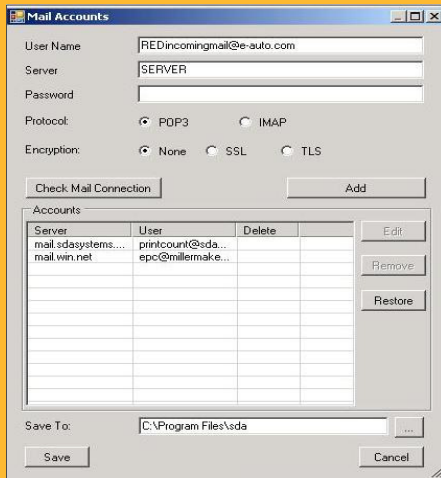 Mail Accounts
User Name REDincomingmail@e-auto.com
Server SERVER
Password
Protocol: POP3 IMAP
Encryption: None SSL TLS
Check Mail Connection Add
Accounts
Server User Delete Edit
mail.sdasystems.... printcount@sda...
mail.win.net epc@millermake...
Remove
Restore
Save To: C:\Program Files\sda ...
Save Cancel